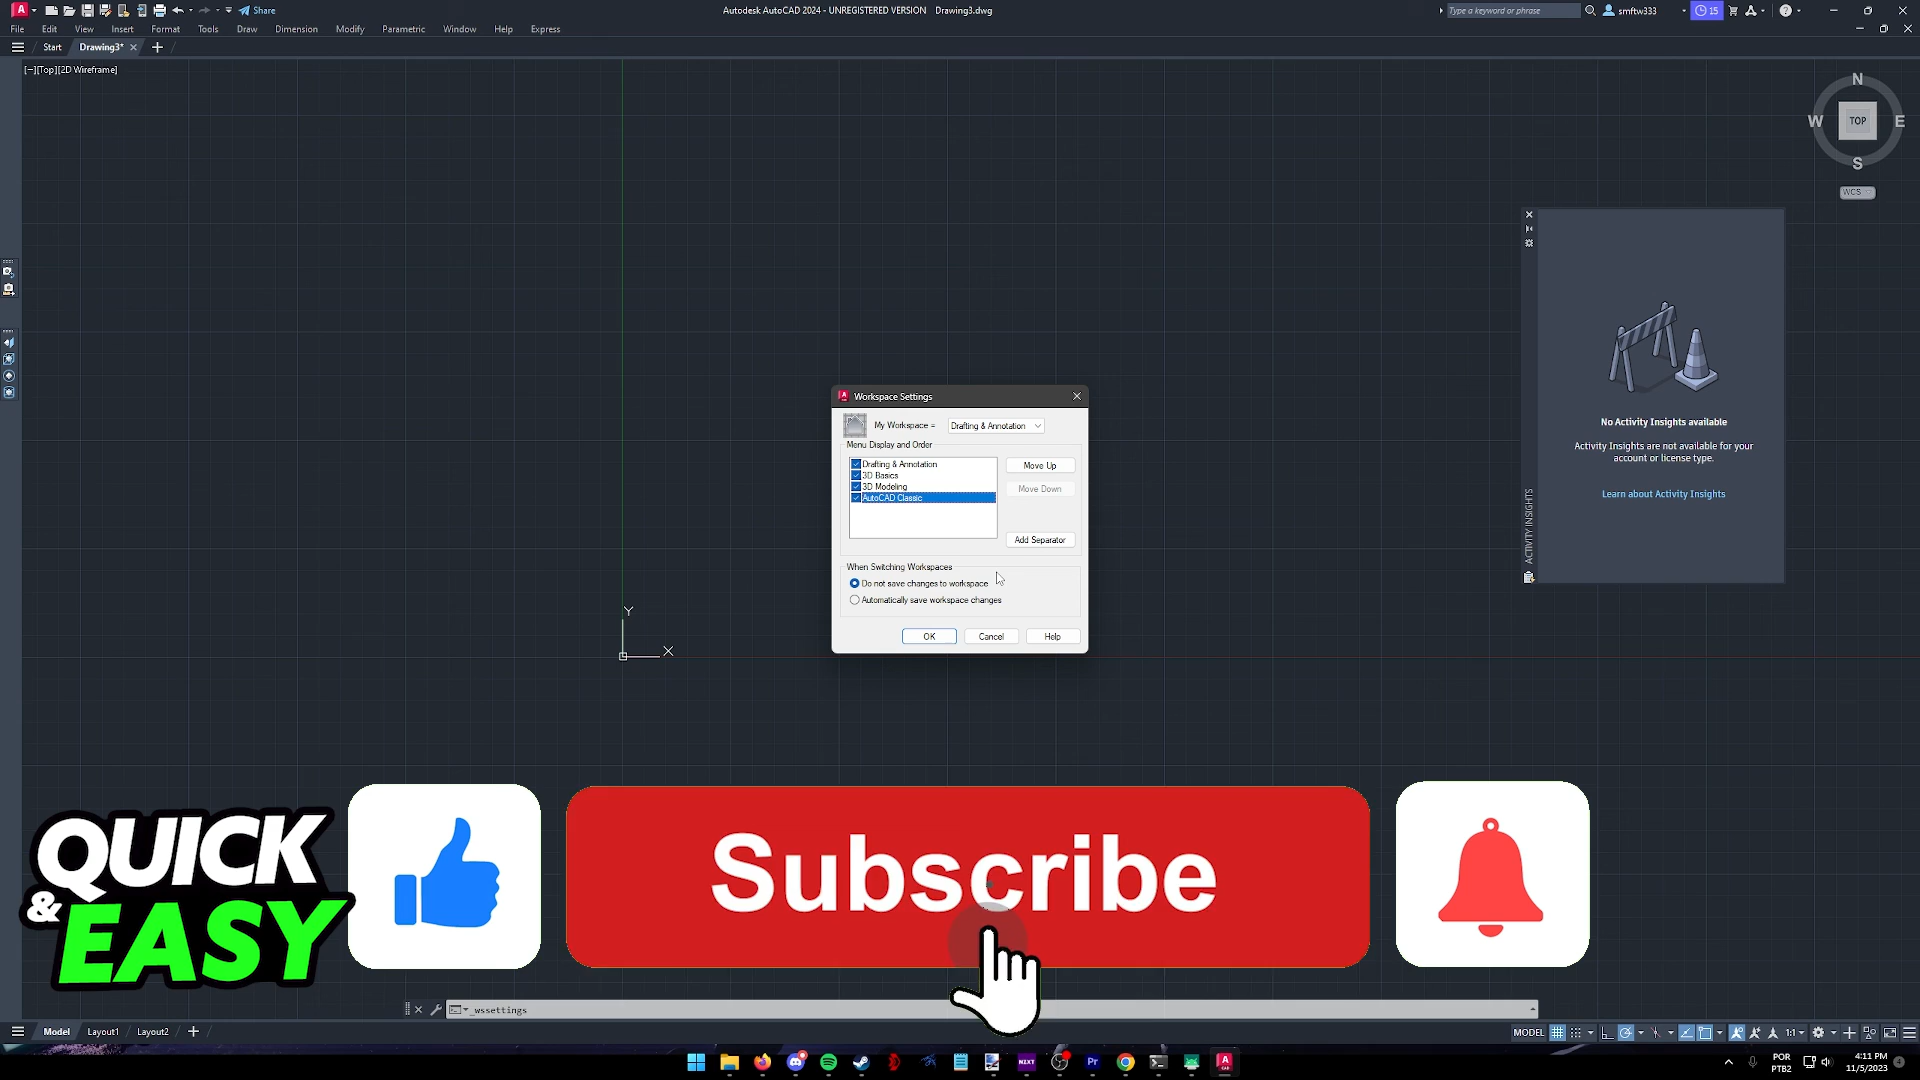 Share
Autodesk AutoCAD 2024 - UNREGISTERED VERSION Drawing3.dwg
Type a keyword or phrase
smftw333
15
File Edit View Insert Format Tools Draw Dimension Modify Parametric Window Help Express
Start
Drawing3*
[−][Top][2D Wireframe]
N
W
TOP
E
S
WCS
Workspace Settings
My Workspace =
Drafting & Annotation
Menu Display and Order
Drafting & Annotation
3D Basics
3D Modeling
AutoCAD Classic
Move Up
Move Down
Add Separator
When Switching Workspaces
Do not save changes to workspace
Automatically save workspace changes
OK
Cancel
Help
No Activity Insights available
Activity Insights are not available for your
account or license type.
Learn about Activity Insights
ACTIVITY INSIGHTS
Y
X
QUICK
& EASY
Subscribe
_wssettings
Model
Layout1
Layout2
MODEL
1:1
NEXT
Pr
POR
PTB2
4:11 PM
11/5/2023